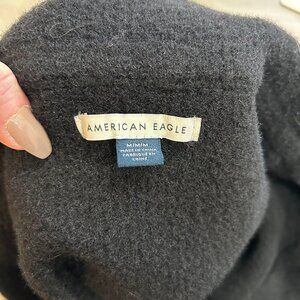 AMERICAN EAGLE
M/M/M
MADE IN CHINA
FABRIQUÉ EN
CHINE